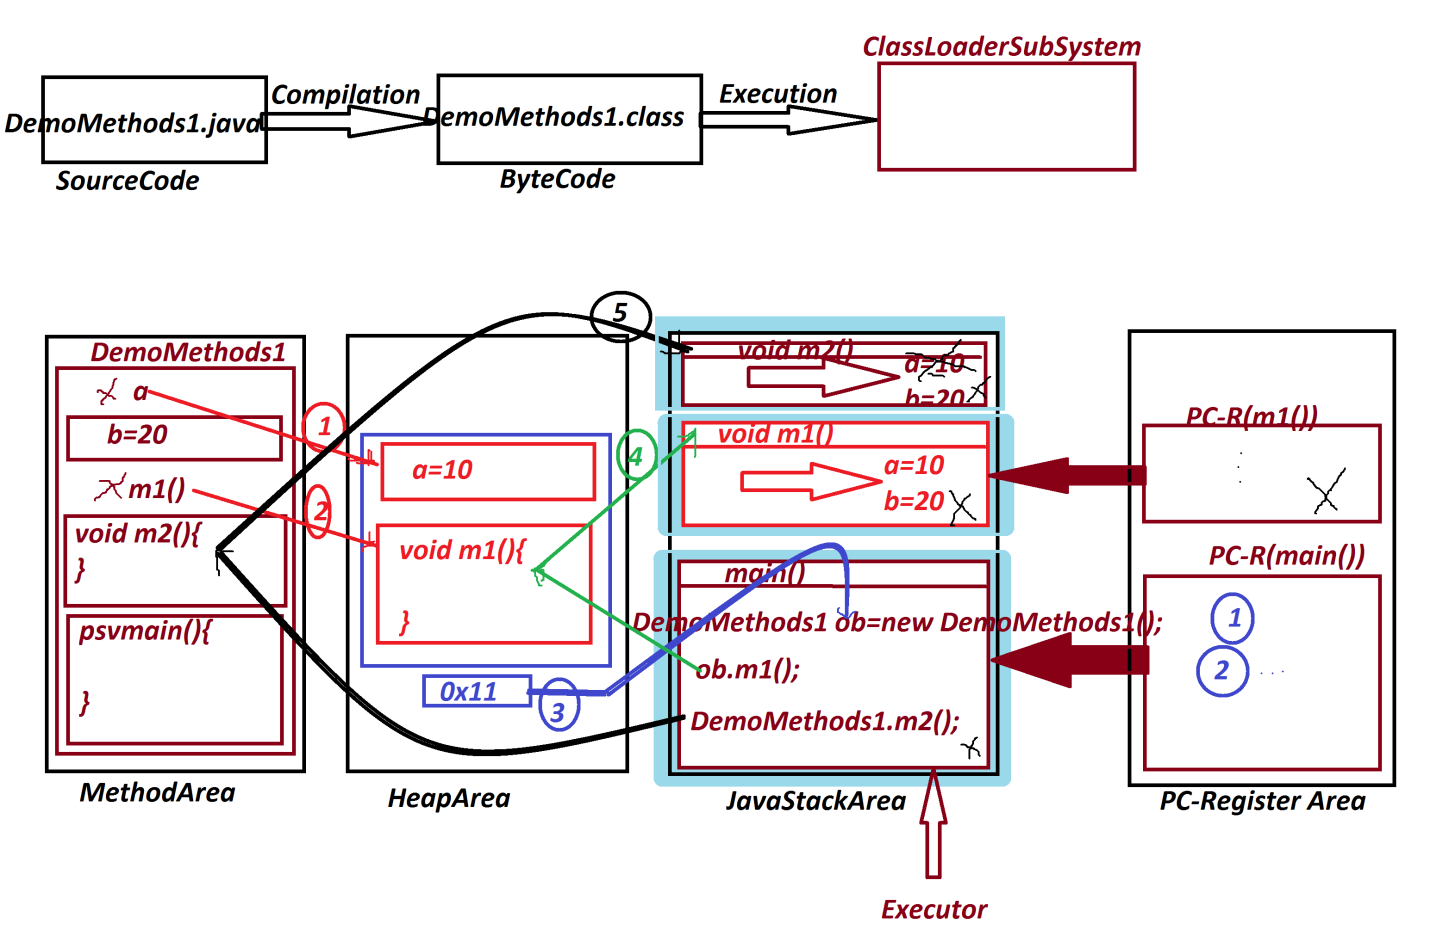 ClassLoaderSubSystem
Compilation
Execution
DemoMethods1.java
DemoMethods1.class
SourceCode
ByteCode
DemoMethods1
a
b=20
m1()
void m2(){
}
psvmain(){
}
MethodArea
1
2
a=10
void m1(){
}
0x11
3
HeapArea
4
5
void m2()
a=10
b=20
void m1()
a=10
b=20
main()
DemoMethods1 ob=new DemoMethods1();
ob.m1();
DemoMethods1.m2();
JavaStackArea
Executor
PC-R(m1())
PC-R(main())
1
2 ...
PC-Register Area